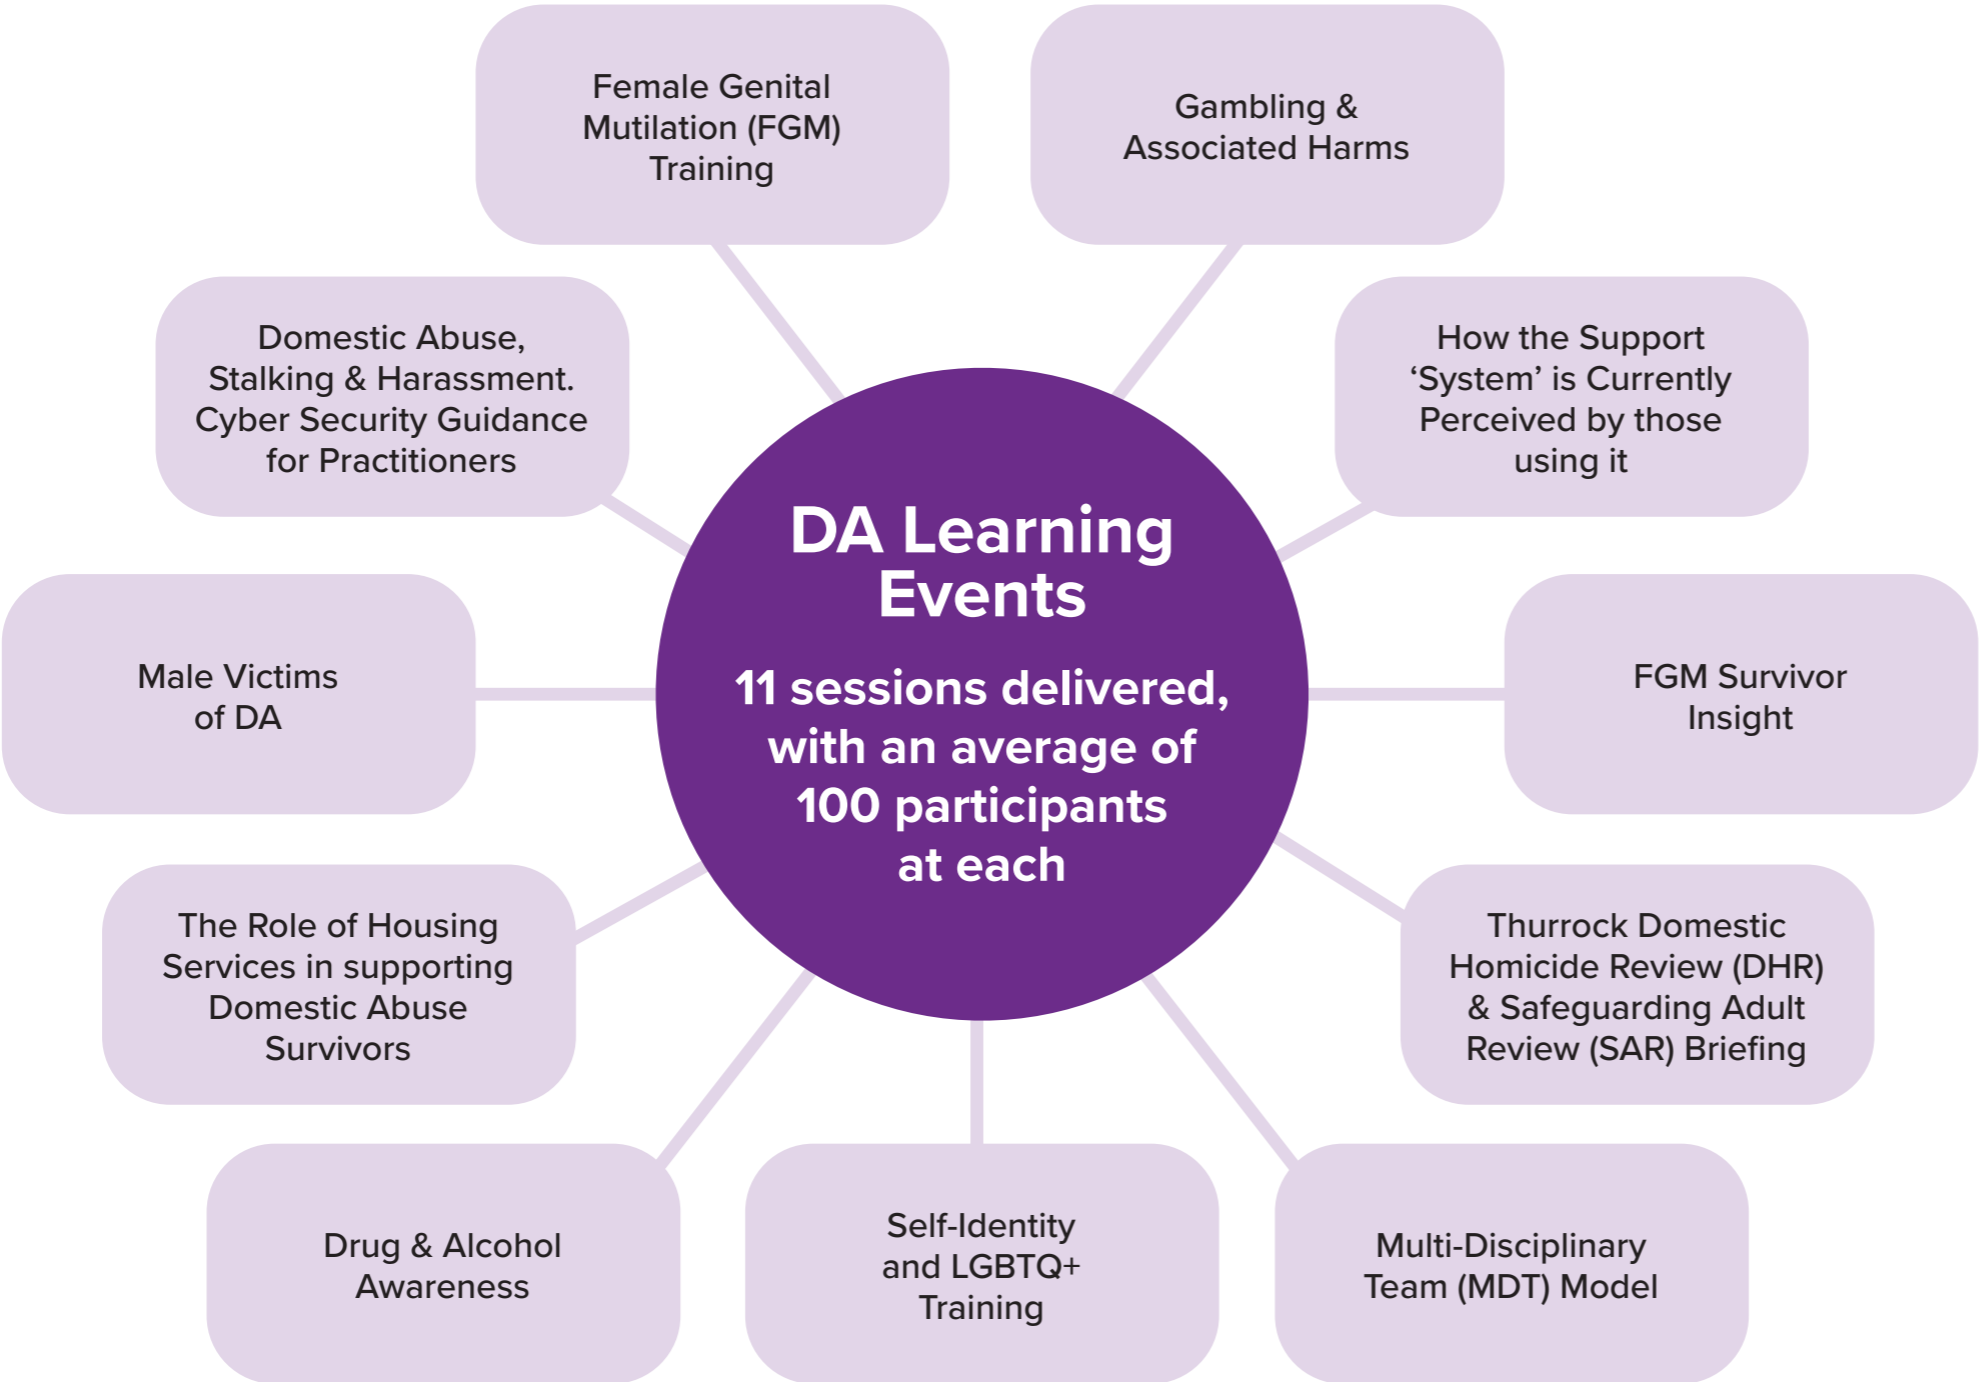 Female Genital
Mutilation (FGM)
Training
Gambling &
Associated Harms
Domestic Abuse,
Stalking & Harassment.
Cyber Security Guidance
for Practitioners
How the Support
‘System’ is Currently
Perceived by those
using it
DA Learning
Events
11 sessions delivered,
with an average of
100 participants
at each
Male Victims
of DA
FGM Survivor
Insight
The Role of Housing
Services in supporting
Domestic Abuse
Survivors
Thurrock Domestic
Homicide Review (DHR)
& Safeguarding Adult
Review (SAR) Briefing
Drug & Alcohol
Awareness
Self-Identity
and LGBTQ+
Training
Multi-Disciplinary
Team (MDT) Model